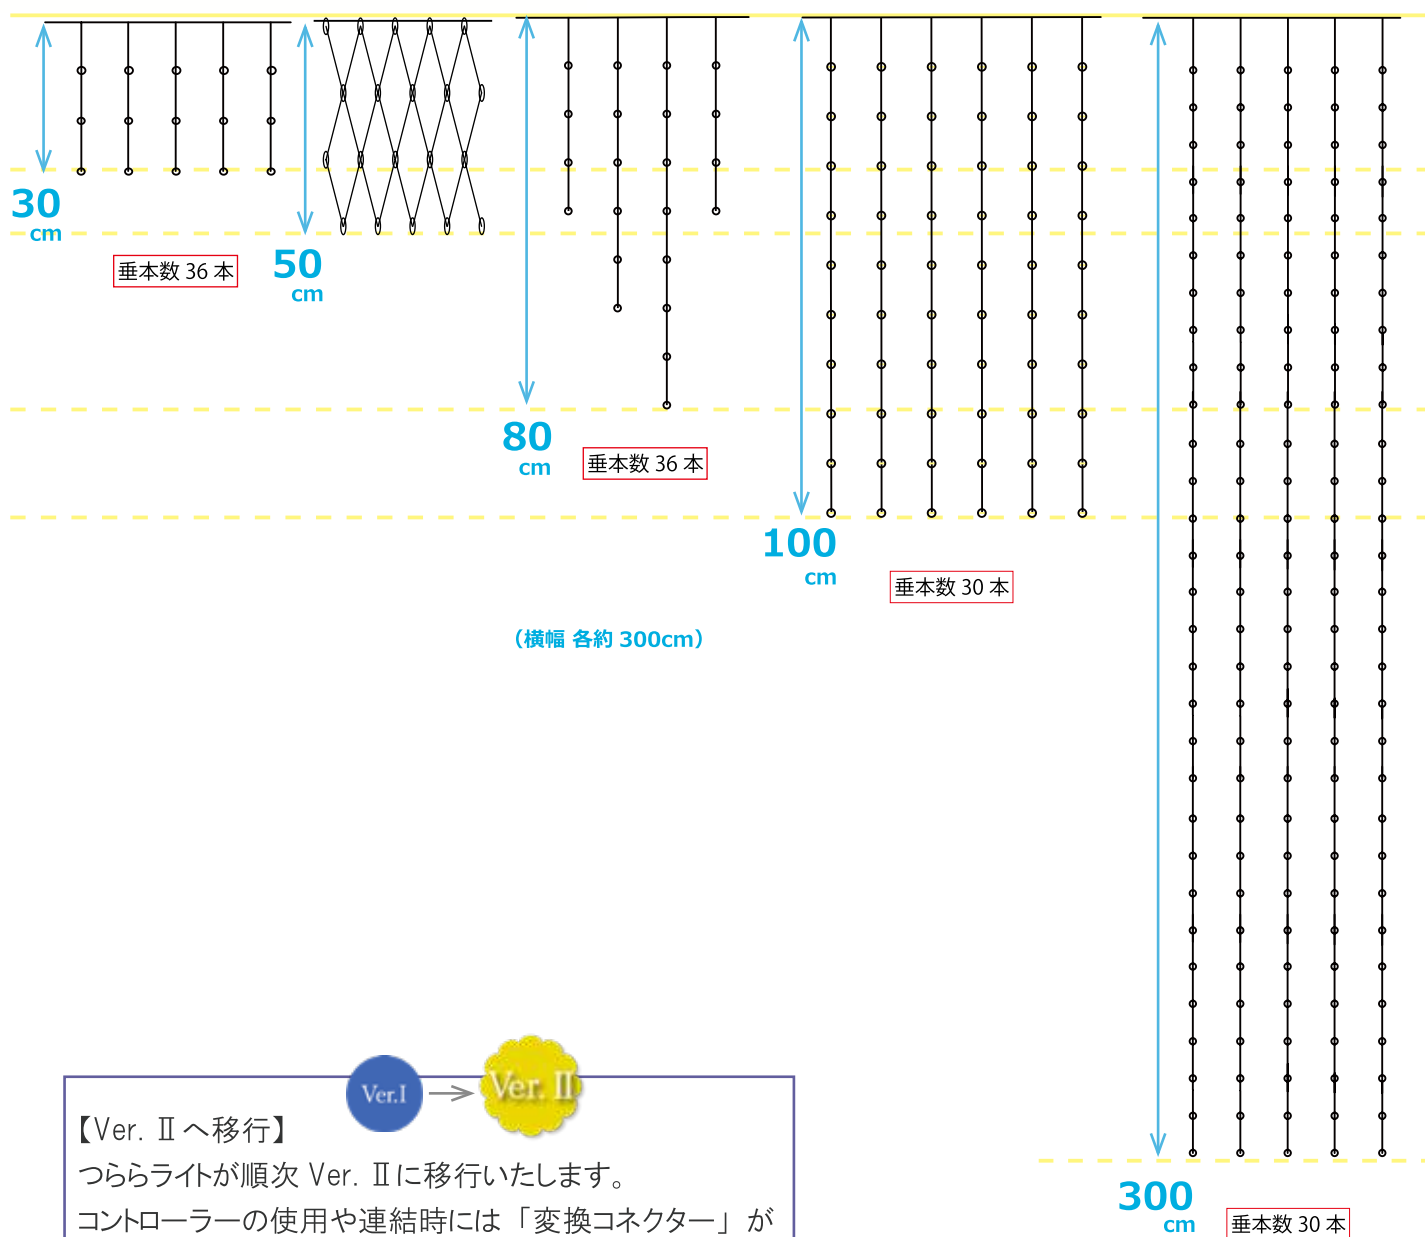 30
cm
垂本数 36 本
50
cm
80
cm
垂本数 36 本
100
cm
垂本数 30 本
（横幅 各約 300cm）
300
cm
垂本数 30 本
Ver.I
Ver. Ⅱ
【Ver. Ⅱ へ移行】
つららライトが順次 Ver. Ⅱに移行いたします。
コントローラーの使用や連結時には「変換コネクター」が